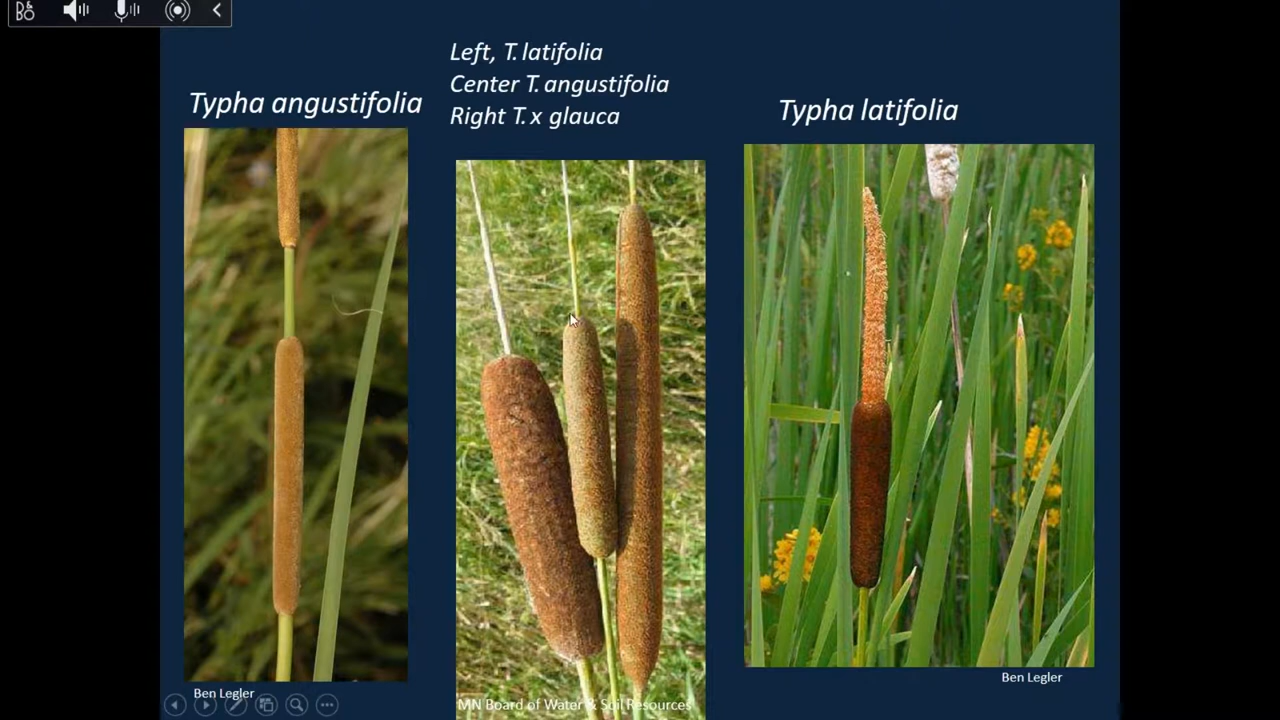 Typha angustifolia
Left, T. latifolia
Center T. angustifolia
Right T. x glauca
Typha latifolia
Ben Legler
MN Board of Water & Soil Resources
Ben Legler